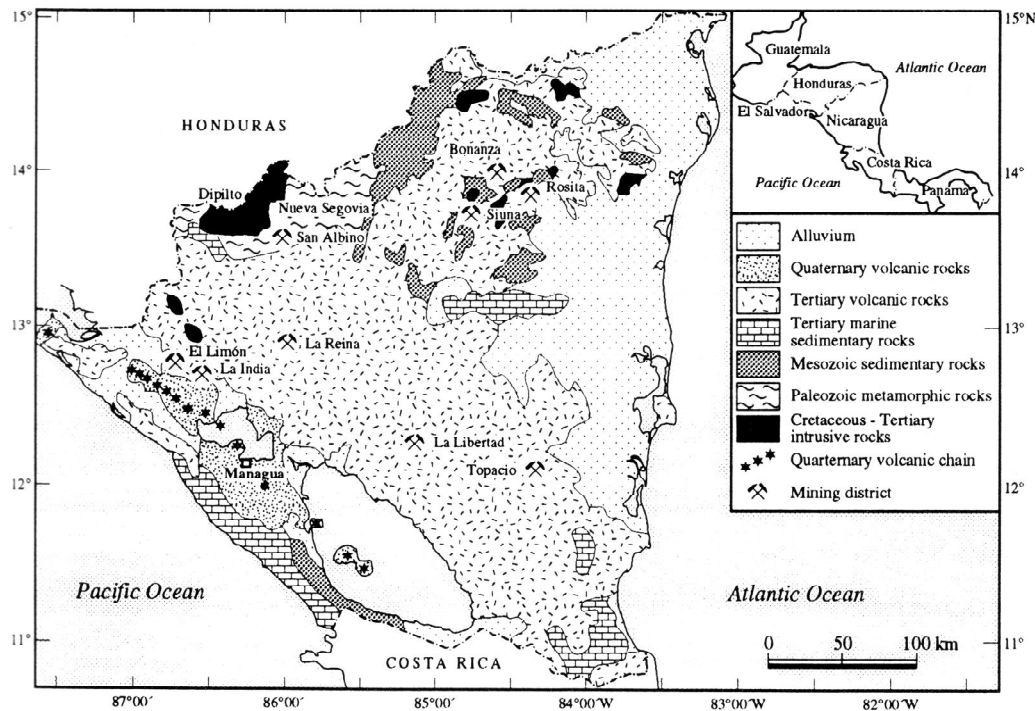 15°
14°
13°
12°
11°
HONDURAS
Bonanza
Rosita
Siuna
Dipilto
Nueva Segovia
San Albino
El Limón
La India
La Reina
La Libertad
Topacio
Managua
Pacific Ocean
Atlantic Ocean
COSTA RICA
0 50 100 km
87°00´
86°00´
85°00´
84°00´
83°00´
82°00´
15°N
14°
13°
12°
11°
Guatemala
Honduras
Atlantic Ocean
El Salvador
Nicaragua
Costa Rica
Pacific Ocean
Panama
Alluvium
Quaternary volcanic rocks
Tertiary volcanic rocks
Tertiary marine
sedimentary rocks
Mesozoic sedimentary rocks
Paleozoic metamorphic rocks
Cretaceous - Tertiary
intrusive rocks
Quarternary volcanic chain
Mining district